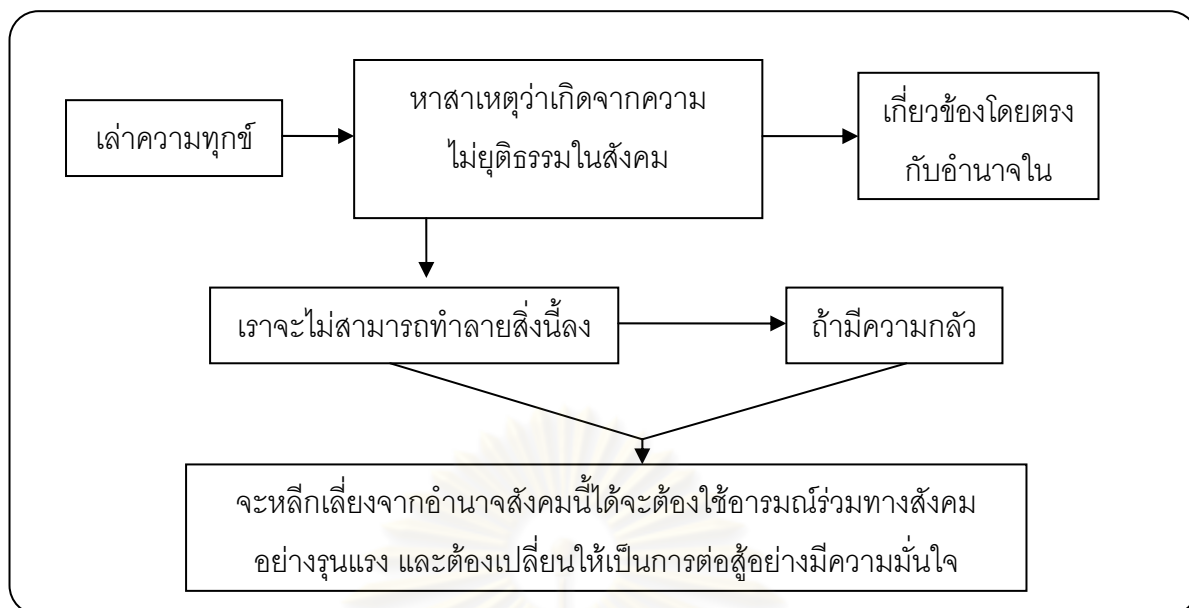 เล่าความทุกข์
หาสาเหตุว่าเกิดจากความ
ไม่ยุติธรรมในสังคม
เกี่ยวข้องโดยตรง
กับอำนาจใน
เราจะไม่สามารถทำลายสิ่งนี้ลง
ถ้ามีความกลัว
จะหลีกเลี่ยงจากอำนาจสังคมนี้ได้จะต้องใช้อารมณ์ร่วมทางสังคม
อย่างรุนแรง และต้องเปลี่ยนให้เป็นการต่อสู้อย่างมีความมั่นใจ